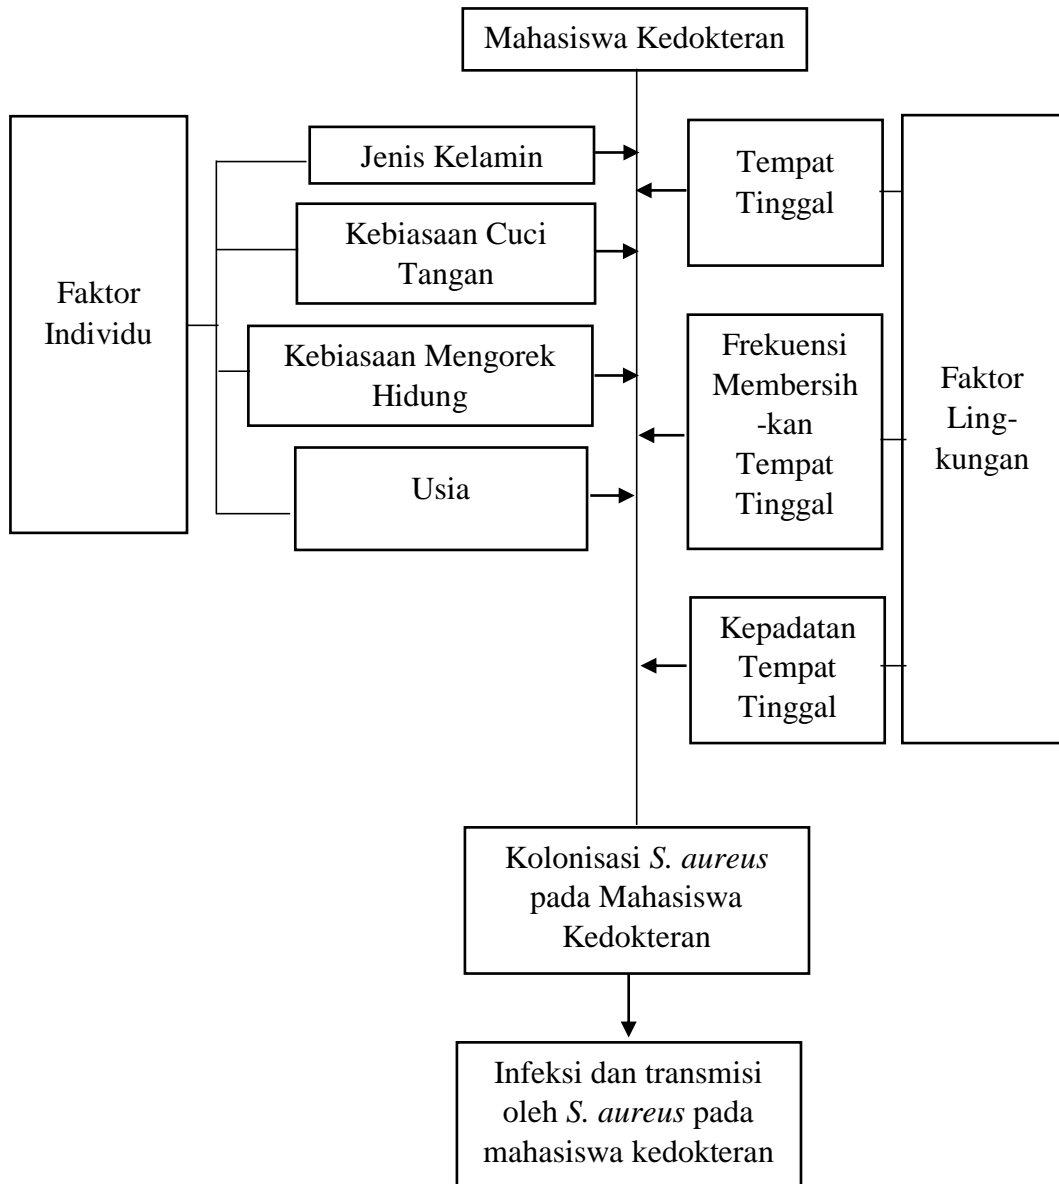 Mahasiswa Kedokteran
Faktor
Individu
Jenis Kelamin
Kebiasaan Cuci
Tangan
Kebiasaan Mengorek
Hidung
Usia
Tempat
Tinggal
Frekuensi
Membersih
-kan
Tempat
Tinggal
Kepadatan
Tempat
Tinggal
Faktor
Ling-
kungan
Kolonisasi S. aureus
pada Mahasiswa
Kedokteran
Infeksi dan transmisi
oleh S. aureus pada
mahasiswa kedokteran